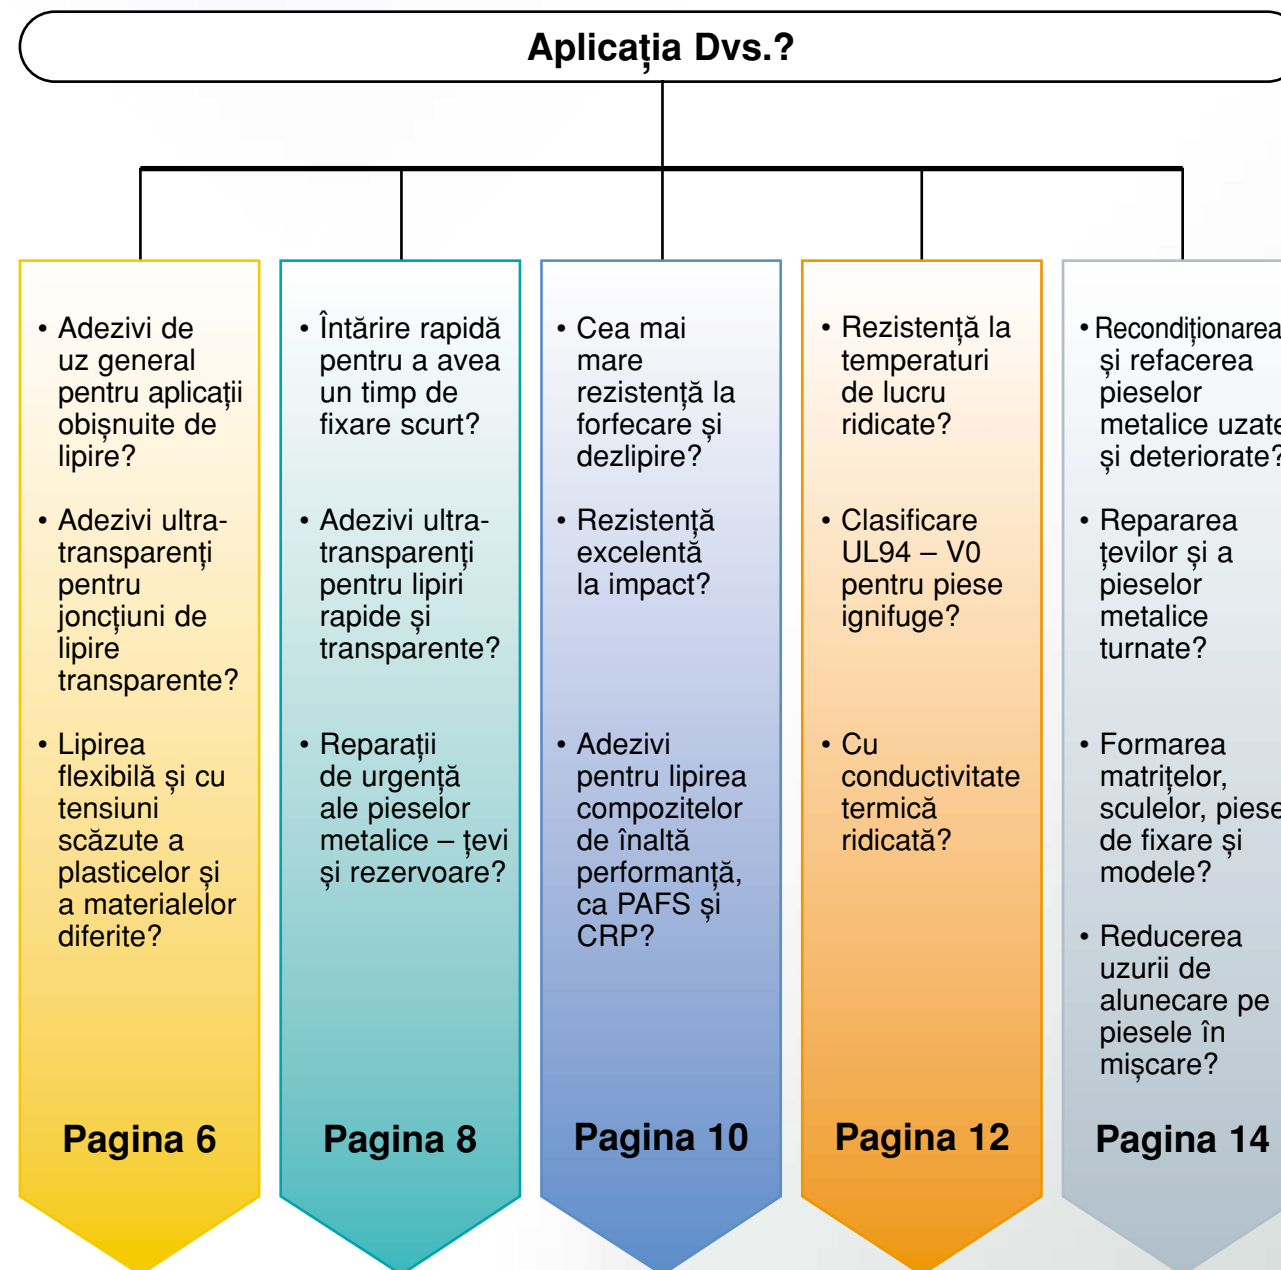 Aplicația Dvs.?
• Adezivi de
uz general
pentru aplicații
obișnuite de
lipire?
• Adezivi ultra-
transparenți
pentru
joncțiuni de
lipire
transparente?
• Lipirea
flexibilă și cu
tensiuni
scăzute a
plasticelor și
a materialelor
diferite?
Pagina 6
• Întărire rapidă
pentru a avea
un timp de
fixare scurt?
• Adezivi ultra-
transparenți
pentru lipiri
rapide și
transparente?
• Reparații
de urgență
ale pieselor
metalice – țevi
și rezervoare?
Pagina 8
• Cea mai
mare
rezistență la
forfecare și
dezlipire?
• Rezistență
excelentă
la impact?
• Adezivi
pentru lipirea
compozitelor
de înaltă
performanță,
ca PAFS și
CRP?
Pagina 10
• Rezistență la
temperaturi
de lucru
ridicate?
• Clasificare
UL94 – V0
pentru piese
ignifuge?
• Cu
conductivitate
termică
ridicată?
Pagina 12
• Recondiționarea
și refacerea
pieselor
metalice uzate
și deteriorate?
• Repararea
țevilor și a
pieselor
metalice
turnate?
• Formarea
matrițelor,
sculelor, piese
de fixare și
modele?
• Reducerea
uzurii de
alunecare pe
piesele în
mișcare?
Pagina 14